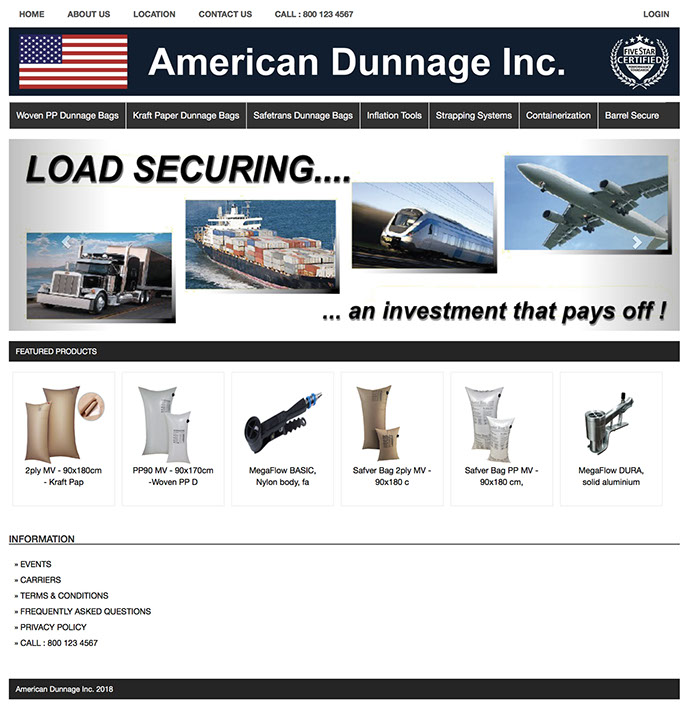 HOME ABOUT US LOCATION CONTACT US CALL : 800 123 4567 LOGIN
American Dunnage Inc.
FIVE STAR
CERTIFIED
Woven PP Dunnage Bags Kraft Paper Dunnage Bags Safetrans Dunnage Bags Inflation Tools Strapping Systems Containerization Barrel Secure
LOAD SECURING....
... an investment that pays off !
FEATURED PRODUCTS
2ply MV - 90x180cm
- Kraft Pap
PP90 MV - 90x170cm
-Woven PP D
MegaFlow BASIC,
Nylon body, fa
Safver Bag 2ply MV -
90x180 c
Safver Bag PP MV -
90x180 cm,
MegaFlow DURA,
solid aluminium
INFORMATION
» EVENTS
» CARRIERS
» TERMS & CONDITIONS
» FREQUENTLY ASKED QUESTIONS
» PRIVACY POLICY
» CALL : 800 123 4567
American Dunnage Inc. 2018